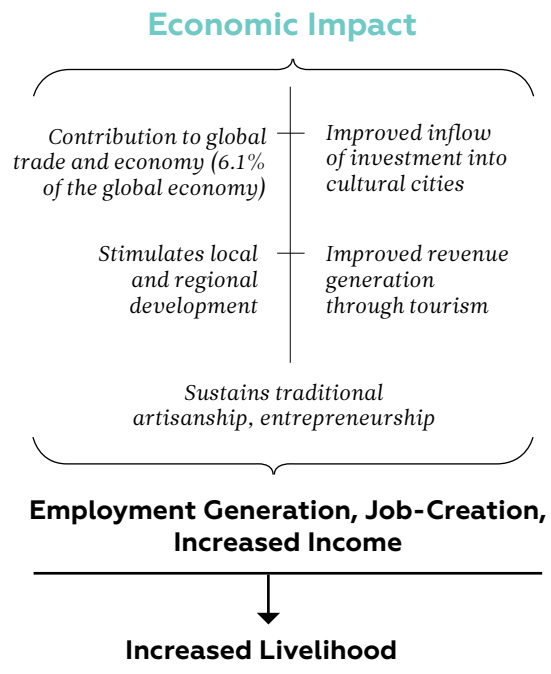 Economic Impact
Contribution to global
trade and economy (6.1%
of the global economy)
Improved inflow
of investment into
cultural cities
Stimulates local
and regional
development
Improved revenue
generation
through tourism
Sustains traditional
artisanship, entrepreneurship
Employment Generation, Job-Creation,
Increased Income
Increased Livelihood